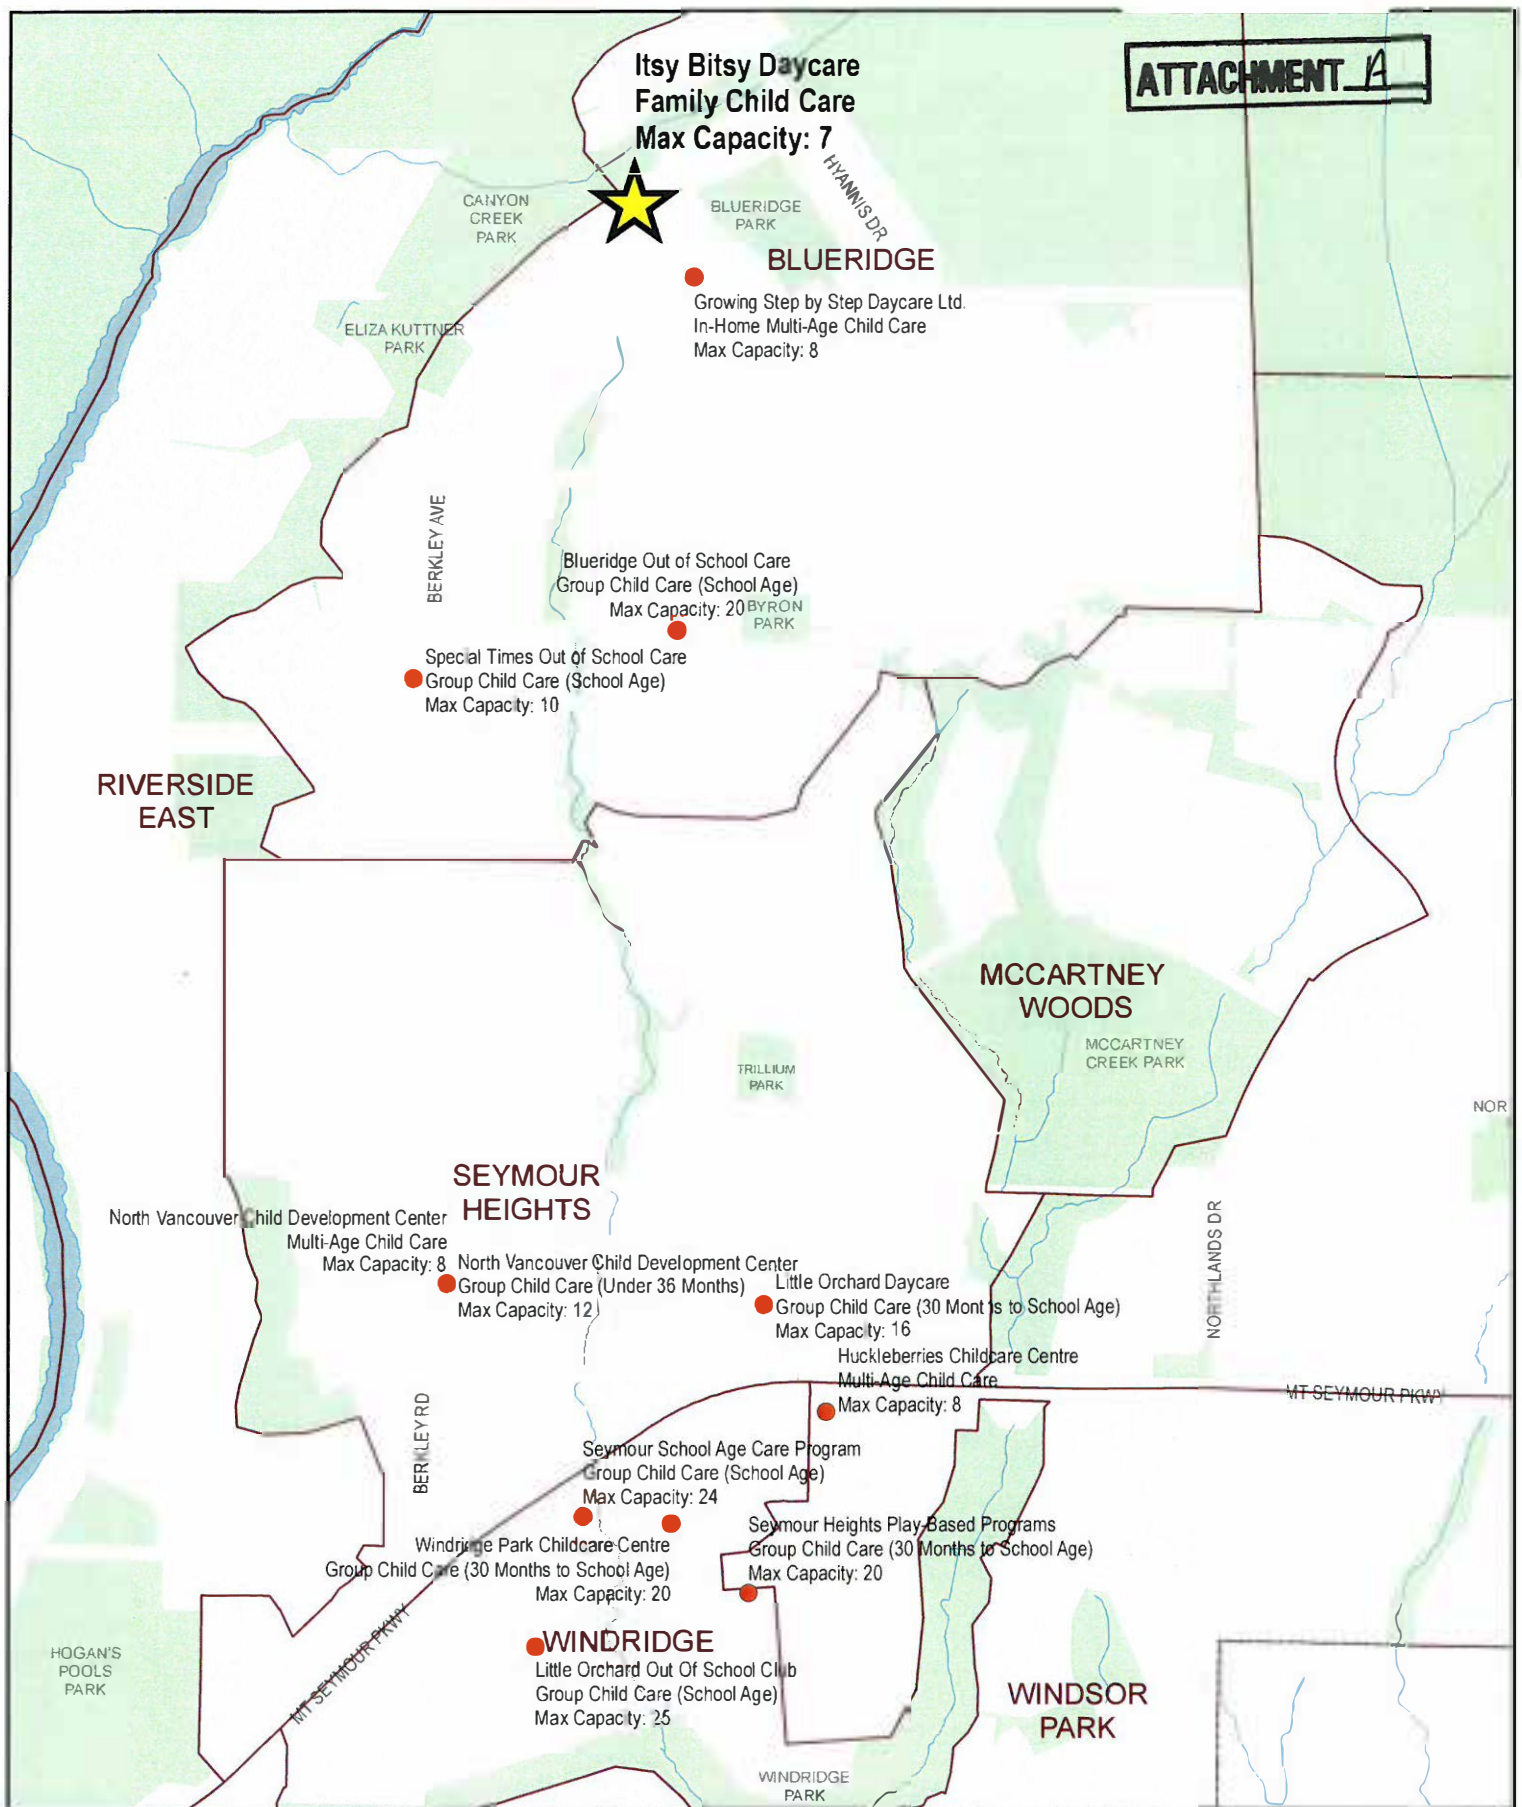 Itsy Bitsy Daycare
Family Child Care
Max Capacity: 7
ATTACHMENT A
HYANNIS DR
CANYON
CREEK
PARK
BLUERIDGE
PARK
BLUERIDGE
Growing Step by Step Daycare Ltd.
In-Home Multi-Age Child Care
Max Capacity: 8
ELIZA KUTTNER
PARK
BERKLEY AVE
Blueridge Out of School Care
Group Child Care (School Age)
Max Capacity: 20
BYRON
PARK
Special Times Out of School Care
Group Child Care (School Age)
Max Capacity: 10
RIVERSIDE
EAST
MCCARTNEY
WOODS
MCCARTNEY
CREEK PARK
TRILLIUM
PARK
NOR
SEYMOUR
HEIGHTS
North Vancouver Child Development Center
Multi-Age Child Care
Max Capacity: 8
North Vancouver Child Development Center
Group Child Care (Under 36 Months)
Max Capacity: 12
Little Orchard Daycare
Group Child Care (30 Months to School Age)
Max Capacity: 16
NORTHLANDS DR
Huckleberries Childcare Centre
Multi-Age Child Care
Max Capacity: 8
MT SEYMOUR PKWY
BERKLEY RD
Seymour School Age Care Program
Group Child Care (School Age)
Max Capacity: 24
Windridge Park Childcare Centre
Group Child Care (30 Months to School Age)
Max Capacity: 20
Seymour Heights Play-Based Programs
Group Child Care (30 Months to School Age)
Max Capacity: 20
MT SEYMOUR PKWY
WINDRIDGE
Little Orchard Out Of School Club
Group Child Care (School Age)
Max Capacity: 25
HOGAN'S
POOLS
PARK
WINDSOR
PARK
WINDRIDGE
PARK